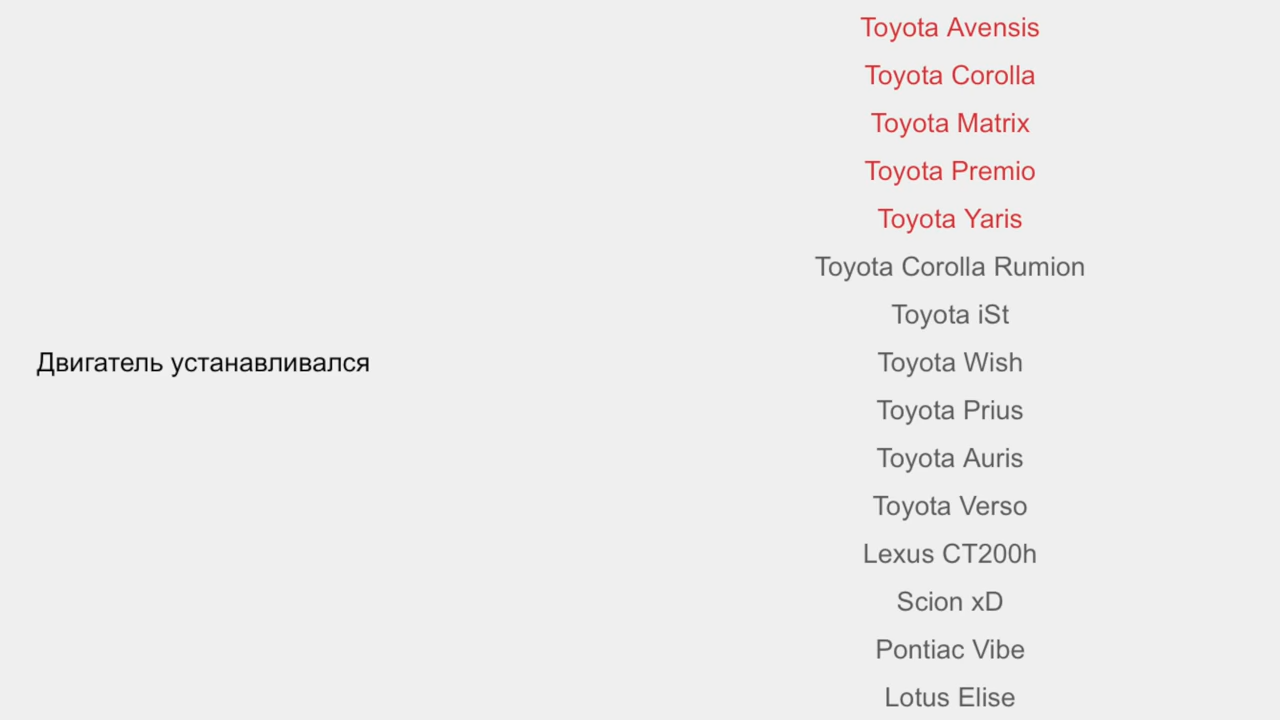 Toyota Avensis
Toyota Corolla
Toyota Matrix
Toyota Premio
Toyota Yaris
Toyota Corolla Rumion
Toyota iSt
Двигатель устанавливался
Toyota Wish
Toyota Prius
Toyota Auris
Toyota Verso
Lexus CT200h
Scion xD
Pontiac Vibe
Lotus Elise